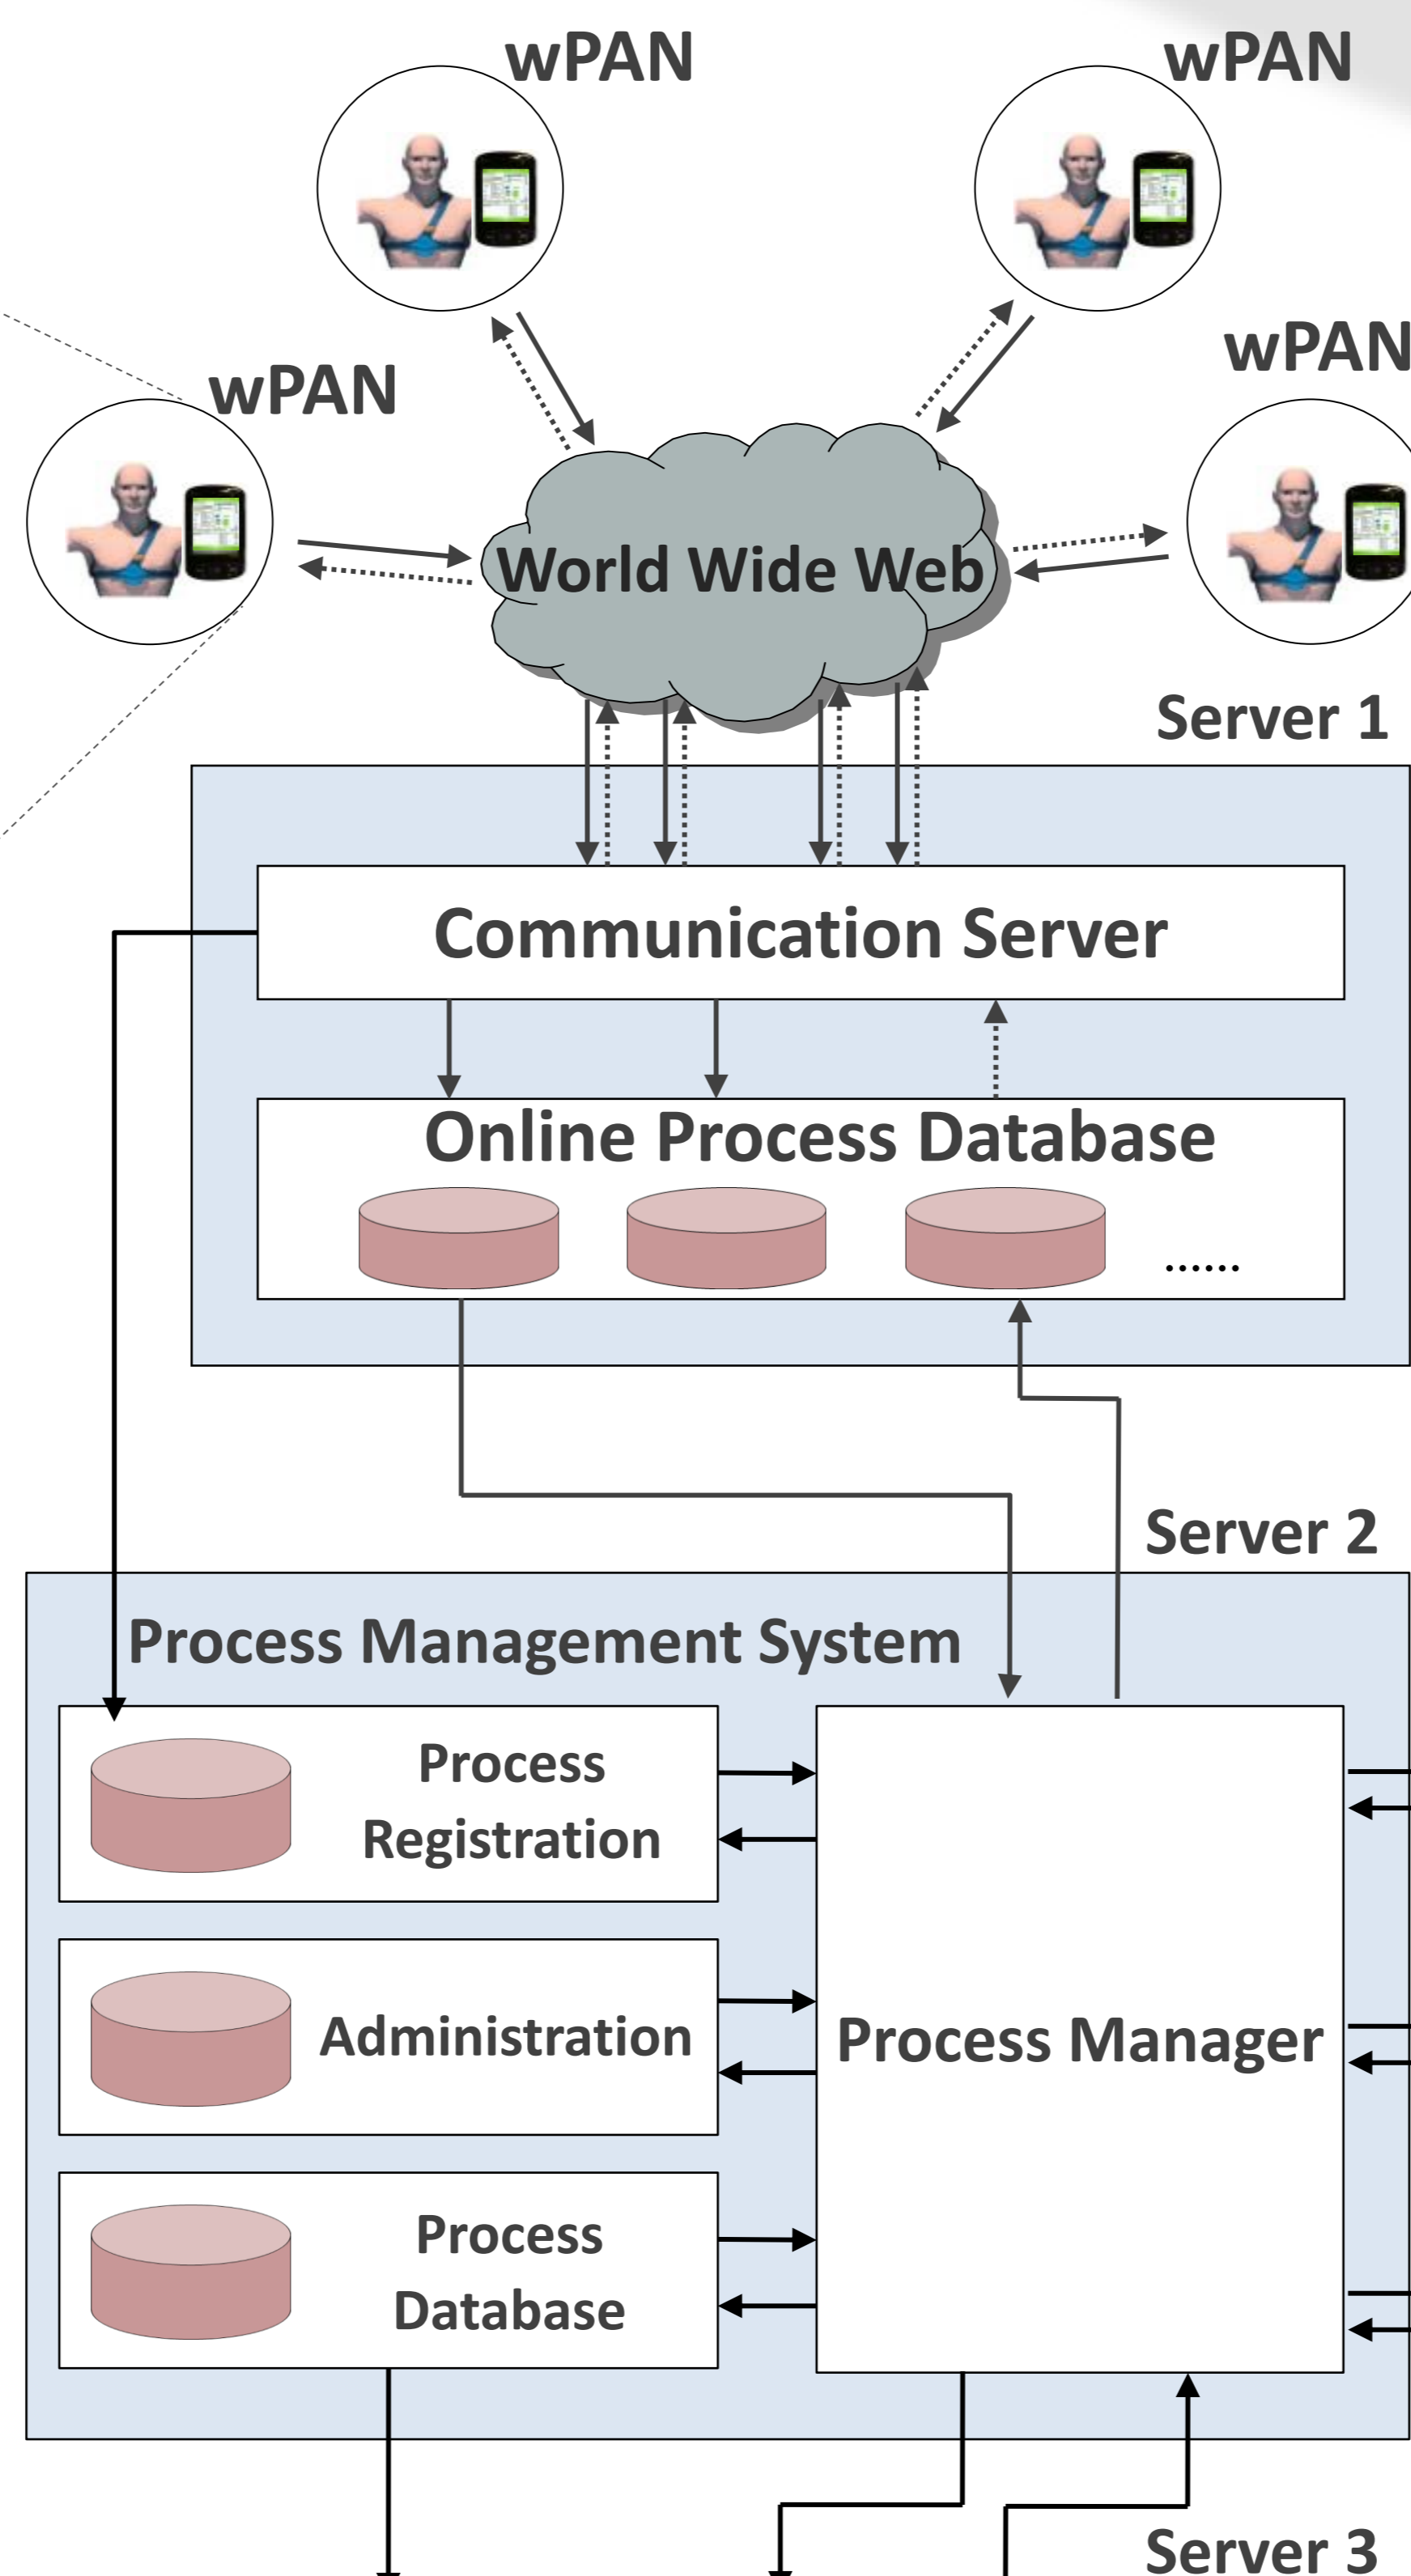 wPAN
wPAN
wPAN
wPAN
World Wide Web
Server 1
Communication Server
Online Process Database
......
Server 2
Process Management System
Process
Registration
Administration
Process Manager
Process
Database
Server 3